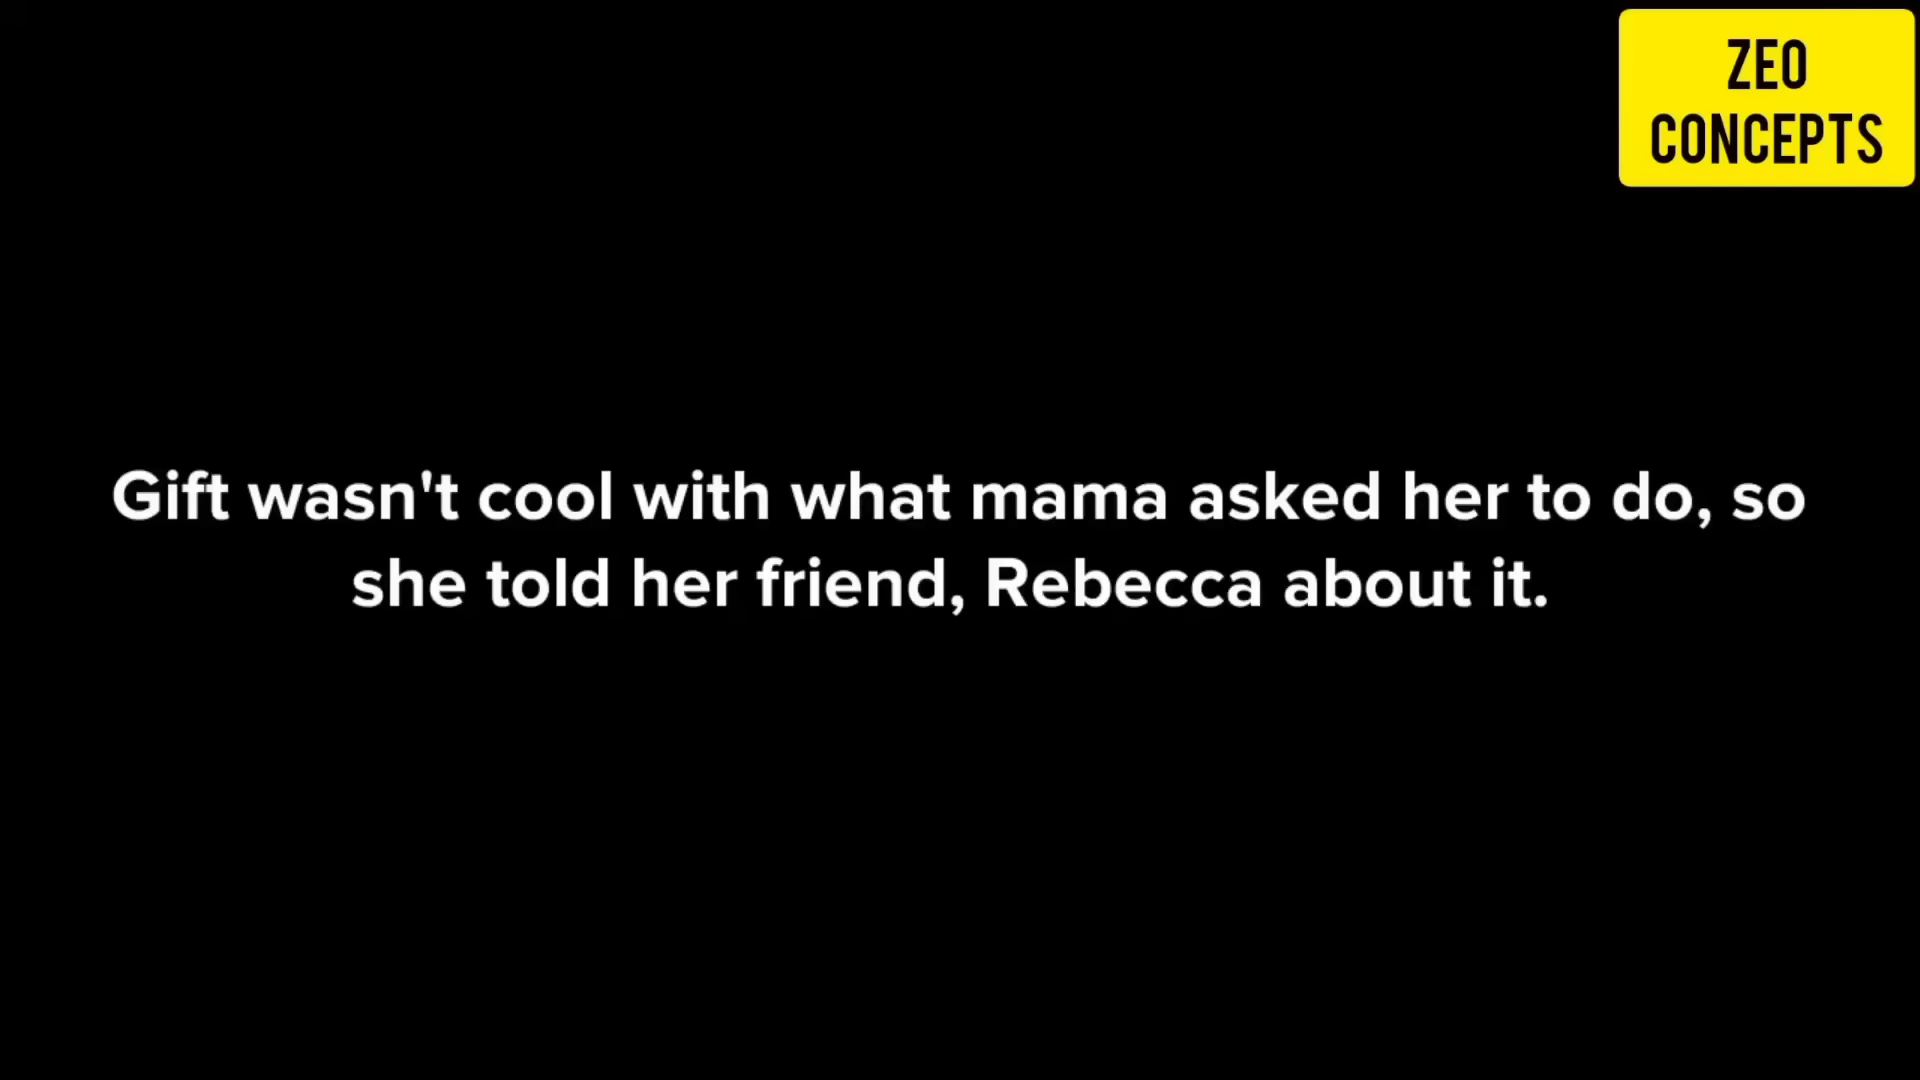 ZEO
CONCEPTS
Gift wasn't cool with what mama asked her to do, so
she told her friend, Rebecca about it.